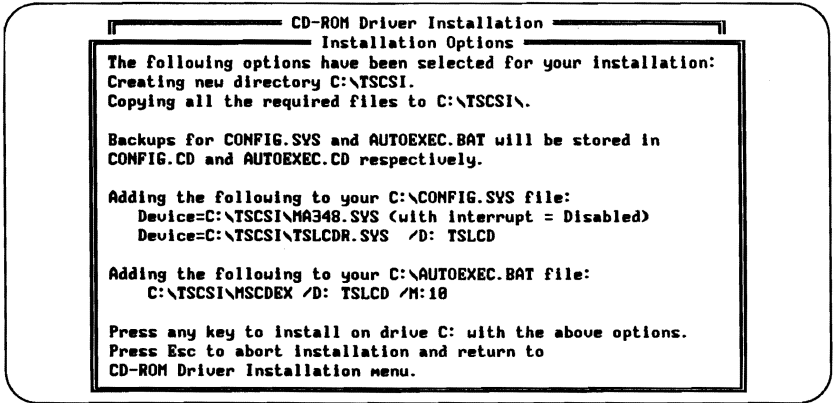 CD-ROM Driver Installation
Installation Options
The following options have been selected for your installation:
Creating new directory C:\TSCSI.
Copying all the required files to C:\TSCSI\.
Backups for CONFIG.SYS and AUTOEXEC.BAT will be stored in
CONFIG.CD and AUTOEXEC.CD respectively.
Adding the following to your C:\CONFIG.SYS file:
Device=C:\TSCSI\MA348.SYS (with interrupt = Disabled)
Device=C:\TSCSI\TSLCDR.SYS /D: TSLCD
Adding the following to your C:\AUTOEXEC.BAT file:
C:\TSCSI\MSCDEX /D: TSLCD /M:10
Press any key to install on drive C: with the above options.
Press Esc to abort installation and return to
CD-ROM Driver Installation menu.